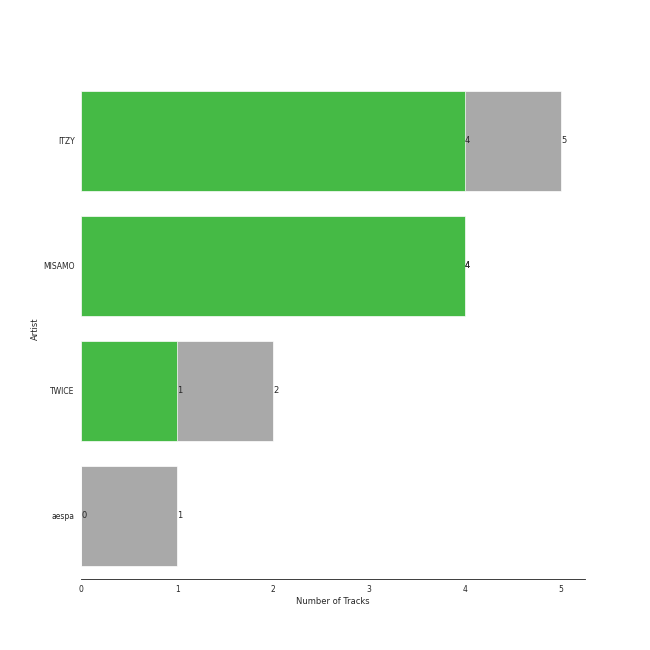 ITZY 4 5
MISAMO 4
TWICE 1 2
aespa 0 1
Artist
0 1 2 3 4 5
Number of Tracks